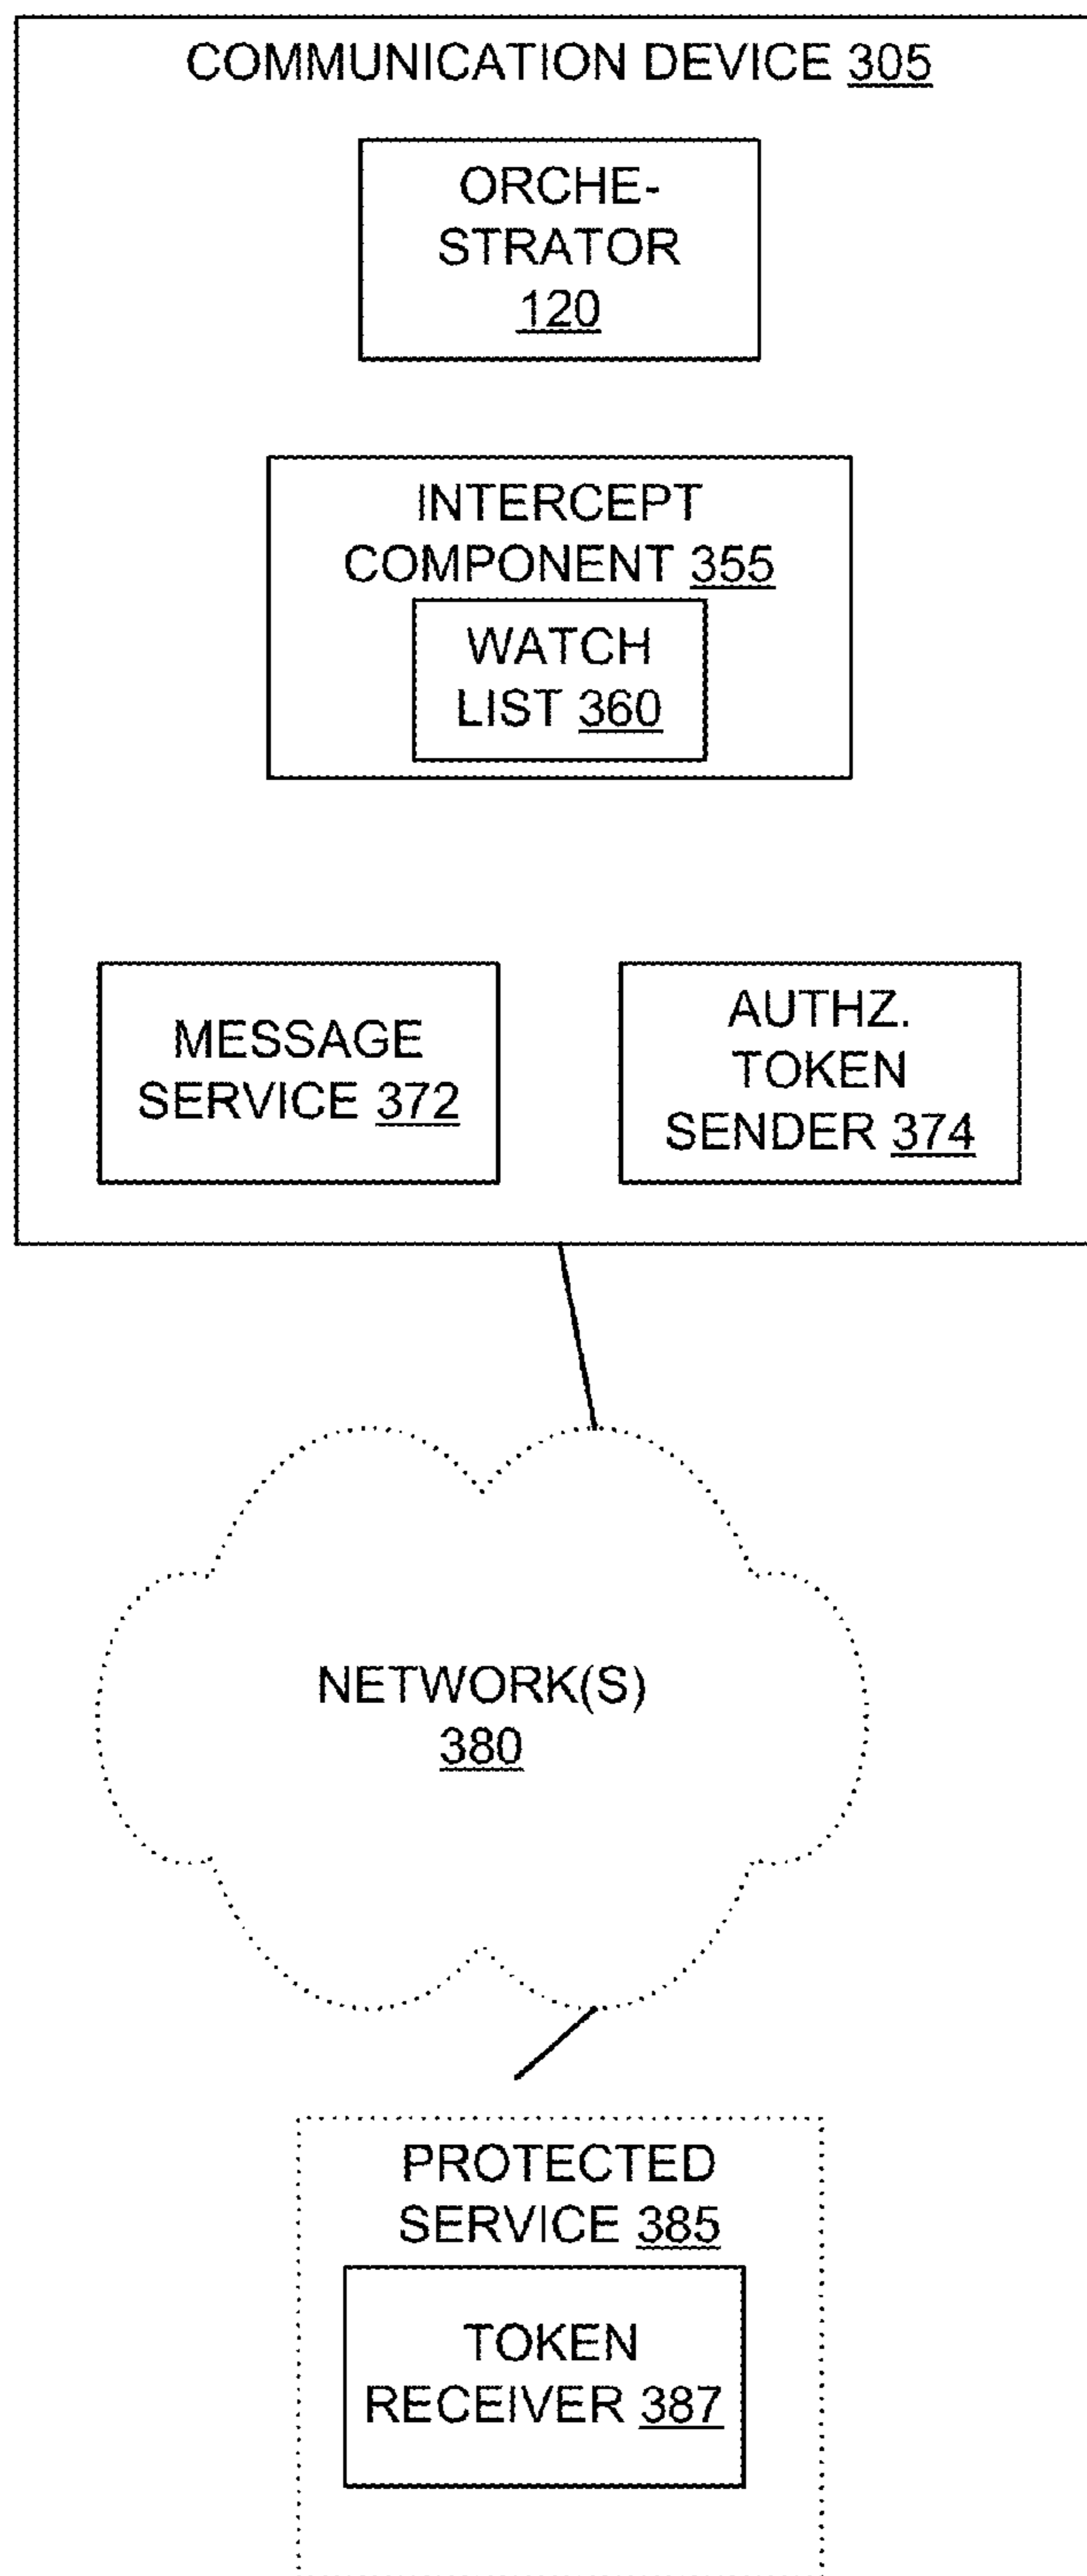 COMMUNICATION DEVICE 305
ORCHE-
STRATOR
120
INTERCEPT
COMPONENT 355
WATCH
LIST 360
MESSAGE
SERVICE 372
AUTHZ.
TOKEN
SENDER 374
NETWORK(S)
380
PROTECTED
SERVICE 385
TOKEN
RECEIVER 387